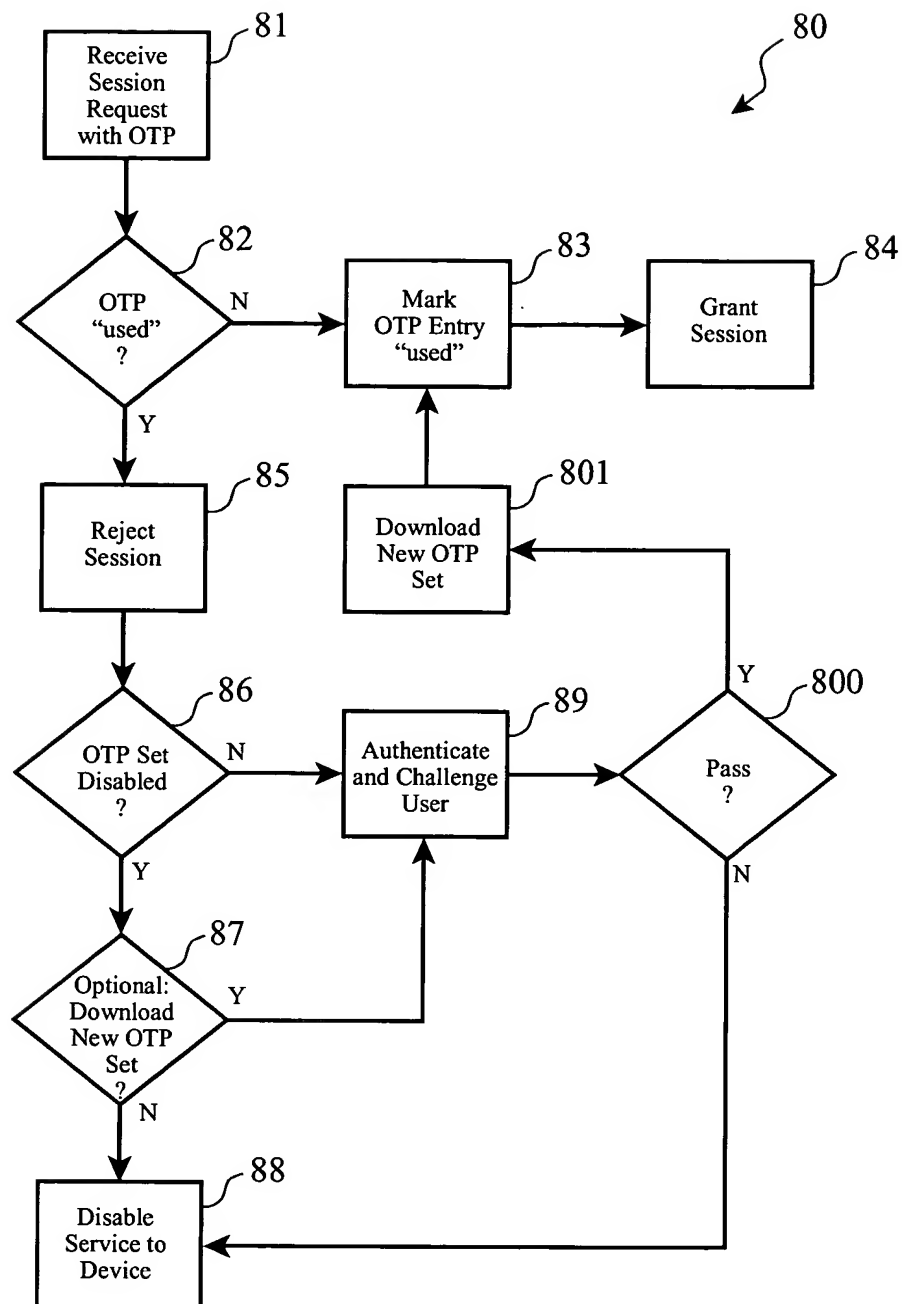 81
80
Receive
Session
Request
with OTP
82
OTP
“used”
?
N
Y
83
Mark
OTP Entry
“used”
84
Grant
Session
85
Reject
Session
801
Download
New OTP
Set
86
OTP Set
Disabled
?
N
Y
89
Authenticate
and Challenge
User
800
Pass
?
Y
N
87
Optional:
Download
New OTP
Set
?
Y
N
88
Disable
Service to
Device